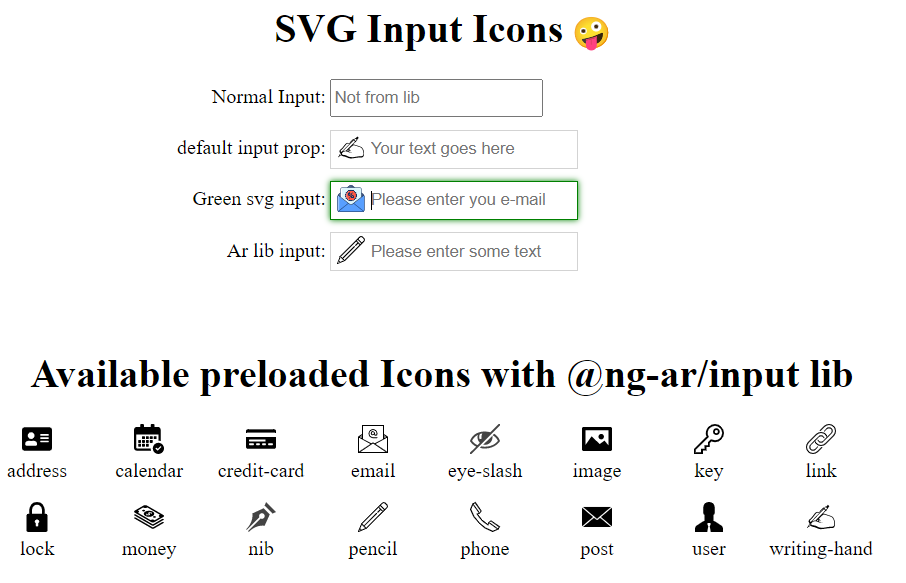 SVG Input Icons 🤪
Normal Input: Not from lib
default input prop: Your text goes here
Green svg input: Please enter you e-mail
Ar lib input: Please enter some text
Available preloaded Icons with @ng-ar/input lib
address calendar credit-card email eye-slash image key link
lock money nib pencil phone post user writing-hand